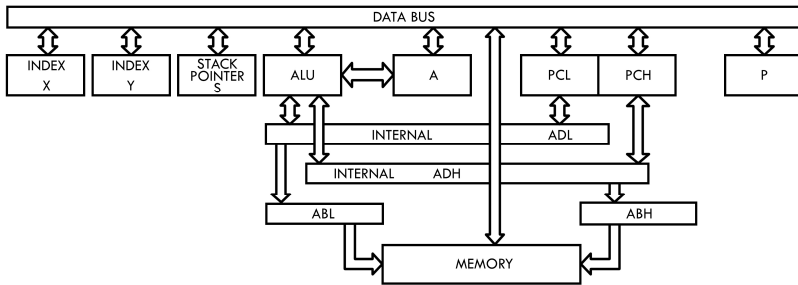 DATA BUS
INDEX
X
INDEX
Y
STACK
POINTER
S
ALU
A
PCL
PCH
P
INTERNAL ADL
INTERNAL ADH
ABL
ABH
MEMORY